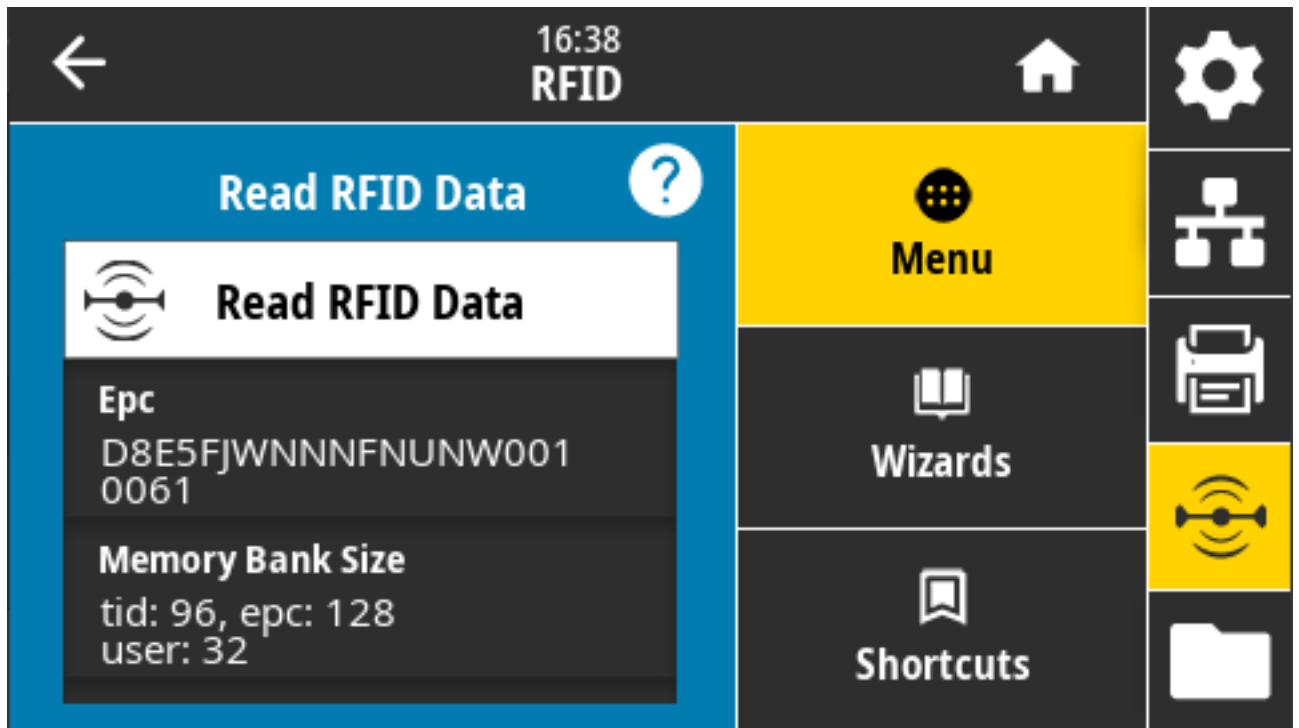 16:38
RFID
Read RFID Data
?
Read RFID Data
Epc
D8E5FJWNNNFNUNW001
0061
Memory Bank Size
tid: 96, epc: 128
user: 32
Menu
Wizards
Shortcuts